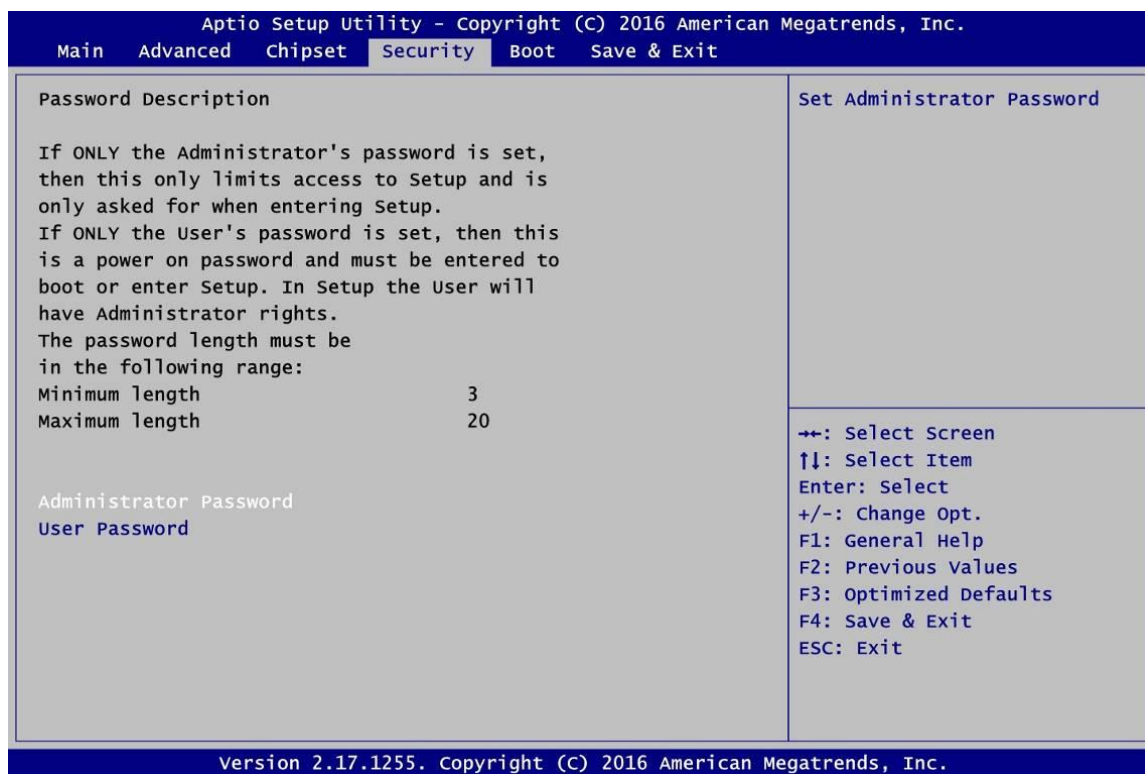 Aptio Setup Utility - Copyright (C) 2016 American Megatrends, Inc.
Main Advanced Chipset Security Boot Save & Exit
Password Description
If ONLY the Administrator's password is set,
then this only limits access to Setup and is
only asked for when entering Setup.
If ONLY the User's password is set, then this
is a power on password and must be entered to
boot or enter Setup. In Setup the User will
have Administrator rights.
The password length must be
in the following range:
Minimum length 3
Maximum length 20
Administrator Password
User Password
Set Administrator Password
→←: Select Screen
↑↓: Select Item
Enter: Select
+/-: Change Opt.
F1: General Help
F2: Previous Values
F3: Optimized Defaults
F4: Save & Exit
ESC: Exit
Version 2.17.1255. Copyright (C) 2016 American Megatrends, Inc.